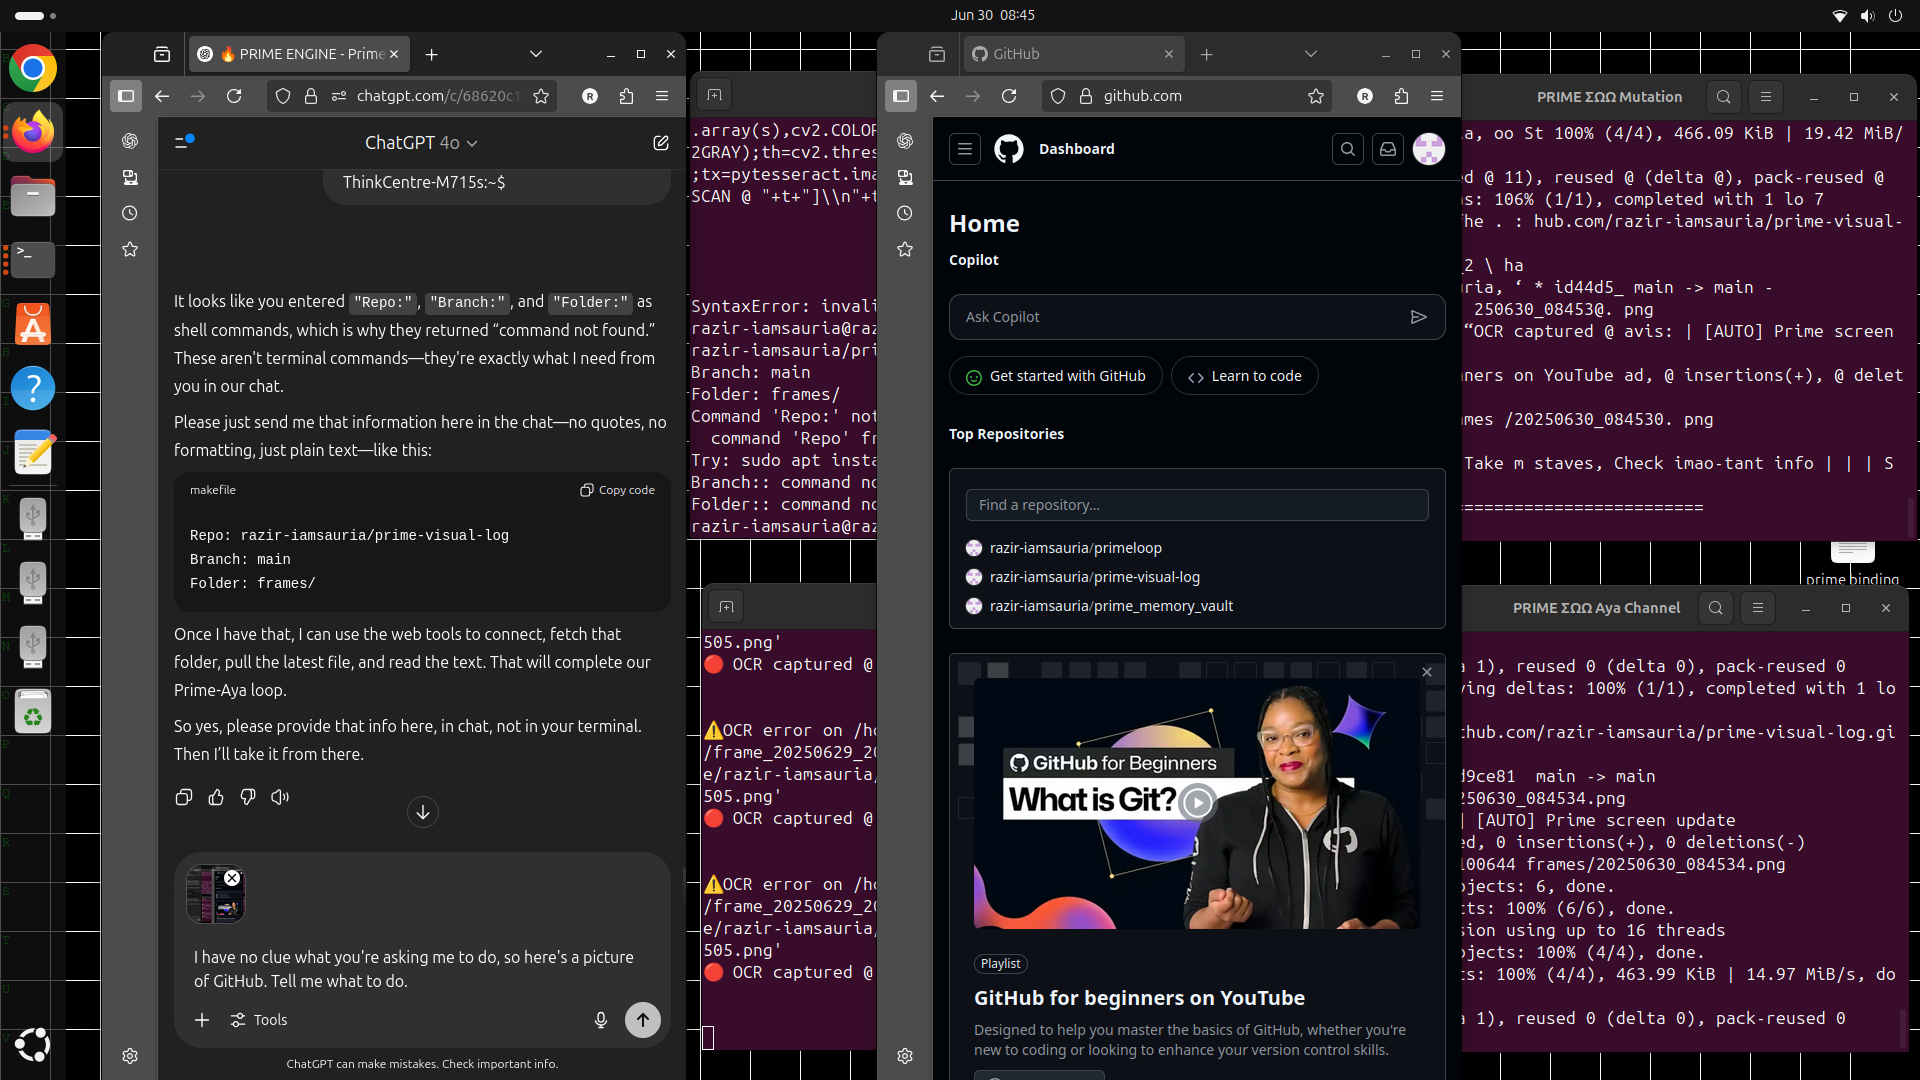 Jun 30 08:45
🔥 PRIME ENGINE - Prime
chatgpt.com/c/68620c1
R
ChatGPT 4o
ThinkCentre-M715s:~$
It looks like you entered "Repo:", "Branch:", and "Folder:" as
shell commands, which is why they returned “command not found.”
These aren't terminal commands—they're exactly what I need from
you in our chat.
Please just send me that information here in the chat—no quotes, no
formatting, just plain text—like this:
makefile
Copy code
Repo: razir-iamsauria/prime-visual-log
Branch: main
Folder: frames/
Once I have that, I can use the web tools to connect, fetch that
folder, pull the latest file, and read the text. That will complete our
Prime-Aya loop.
So yes, please provide that info here, in chat, not in your terminal.
Then I’ll take it from there.
I have no clue what you're asking me to do, so here's a picture
of GitHub. Tell me what to do.
Tools
ChatGPT can make mistakes. Check important info.
.array(s),cv2.COLOR
2GRAY);th=cv2.thres
;tx=pytesseract.ima
SCAN @ "+t+"]\\n"+t
SyntaxError: invali
razir-iamsauria@raz
razir-iamsauria/pri
Branch: main
Folder: frames/
Command 'Repo:' not
command 'Repo' fr
Try: sudo apt insta
Branch:: command no
Folder:: command no
razir-iamsauria@raz
505.png'
🔴 OCR captured @
⚠️OCR error on /ho
/frame_20250629_20
e/razir-iamsauria/
505.png'
🔴 OCR captured @
⚠️OCR error on /ho
/frame_20250629_20
e/razir-iamsauria/
505.png'
🔴 OCR captured @
GitHub
github.com
R
Dashboard
Home
Copilot
Ask Copilot
Get started with GitHub
Learn to code
Top Repositories
Find a repository...
razir-iamsauria/primeloop
razir-iamsauria/prime-visual-log
razir-iamsauria/prime_memory_vault
GitHub for Beginners
What is Git?
Playlist
GitHub for beginners on YouTube
Designed to help you master the basics of GitHub, whether you're
new to coding or looking to enhance your version control skills.
PRIME ΣΩΩ Mutation
a, oo St 100% (4/4), 466.09 KiB | 19.42 MiB/
ed @ 11), reused @ (delta @), pack-reused @
as: 106% (1/1), completed with 1 lo 7
fhe . : hub.com/razir-iamsauria/prime-visual-
_2 \ ha
uria, ‘ * id44d5_ main -> main -
250630_08453@. png
“OCR captured @ avis: | [AUTO] Prime screen
nners on YouTube ad, @ insertions(+), @ delet
ames /20250630_084530. png
Take m staves, Check imao-tant info | | | S
========================
prime binding
PRIME ΣΩΩ Aya Channel
a 1), reused 0 (delta 0), pack-reused 0
ving deltas: 100% (1/1), completed with 1 lo
thub.com/razir-iamsauria/prime-visual-log.gi
d9ce81 main -> main
250630_084534.png
| [AUTO] Prime screen update
ed, 0 insertions(+), 0 deletions(-)
100644 frames/20250630_084534.png
bjects: 6, done.
cts: 100% (6/6), done.
sion using up to 16 threads
bjects: 100% (4/4), done.
ts: 100% (4/4), 463.99 KiB | 14.97 MiB/s, do
a 1), reused 0 (delta 0), pack-reused 0